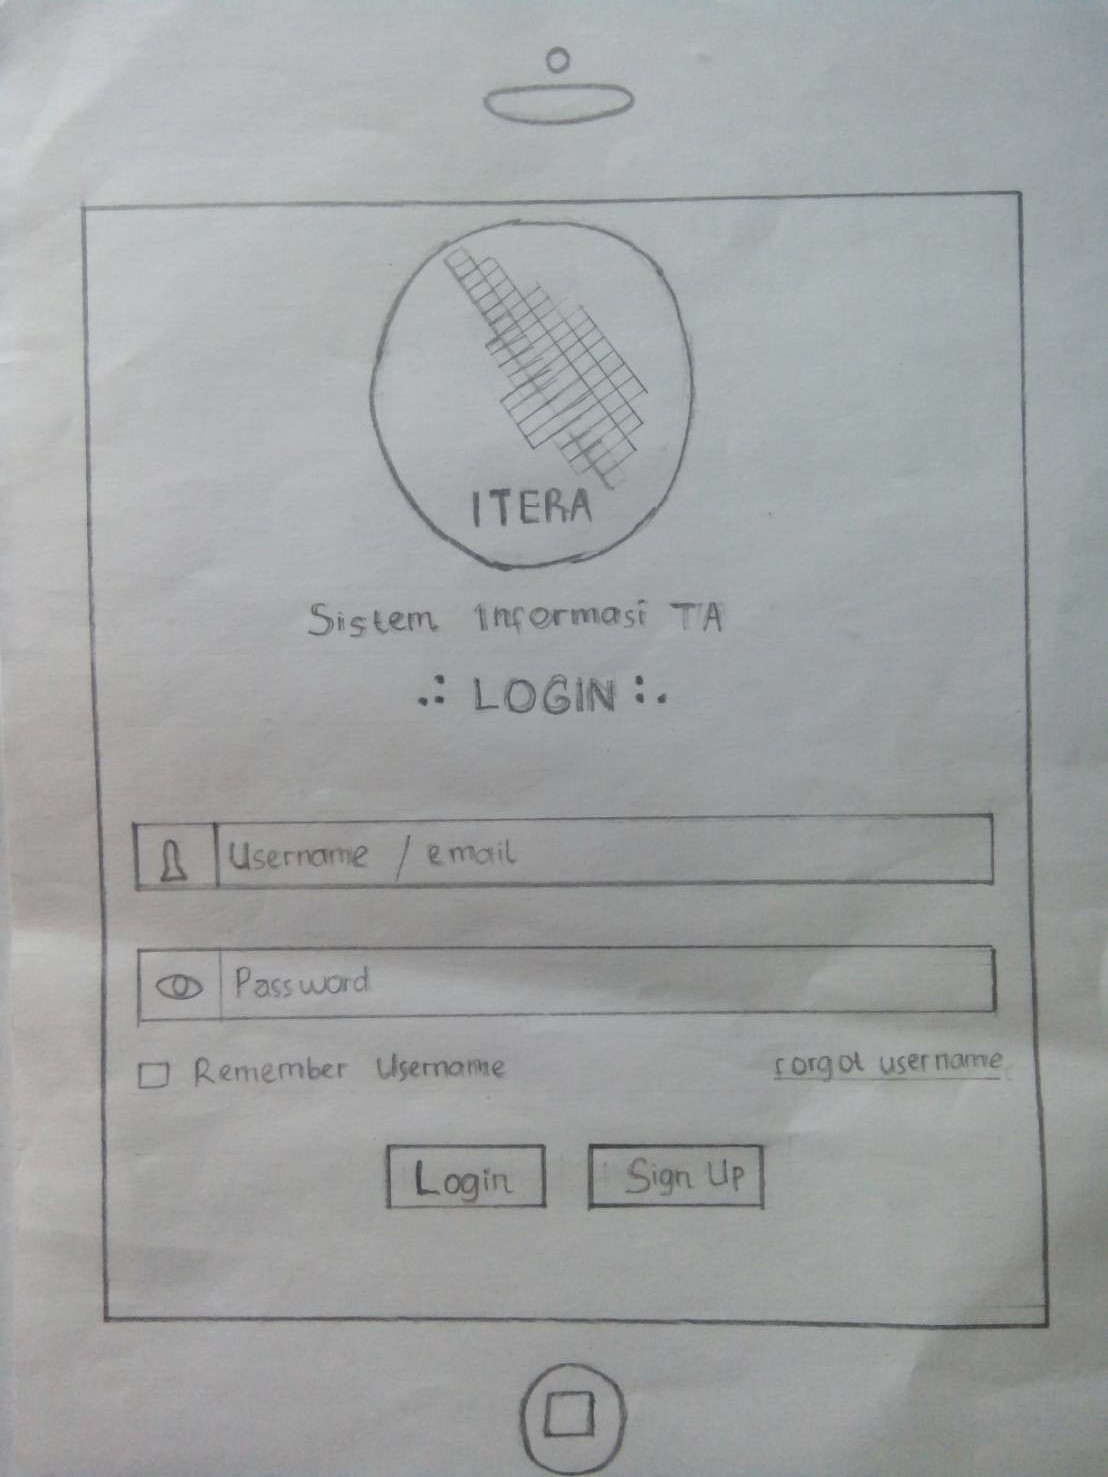 ITERA
Sistem Informasi TA
.: LOGIN :.
Username / email
Password
Remember Username
Forgot username
Login
Sign Up